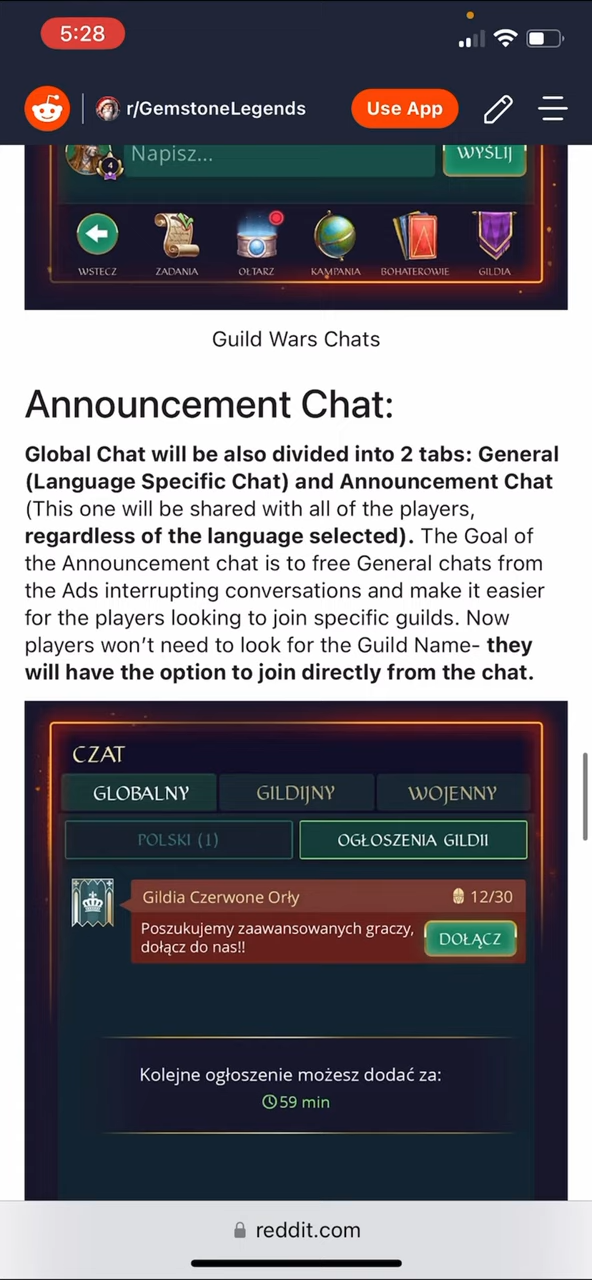 5:28
r/GemstoneLegends
Use App
4
Napisz...
WYŚLIJ
WSTECZ
ZADANIA
OŁTARZ
KAMPANIA
BOHATEROWIE
GILDIA
Guild Wars Chats
Announcement Chat:
Global Chat will be also divided into 2 tabs: General
(Language Specific Chat) and Announcement Chat
(This one will be shared with all of the players,
regardless of the language selected). The Goal of
the Announcement chat is to free General chats from
the Ads interrupting conversations and make it easier
for the players looking to join specific guilds. Now
players won’t need to look for the Guild Name- they
will have the option to join directly from the chat.
CZAT
GLOBALNY
GILDIJNY
WOJENNY
POLSKI (1)
OGŁOSZENIA GILDII
Gildia Czerwone Orły
12/30
Poszukujemy zaawansowanych graczy,
dołącz do nas!!
DOŁĄCZ
Kolejne ogłoszenie możesz dodać za:
59 min
reddit.com